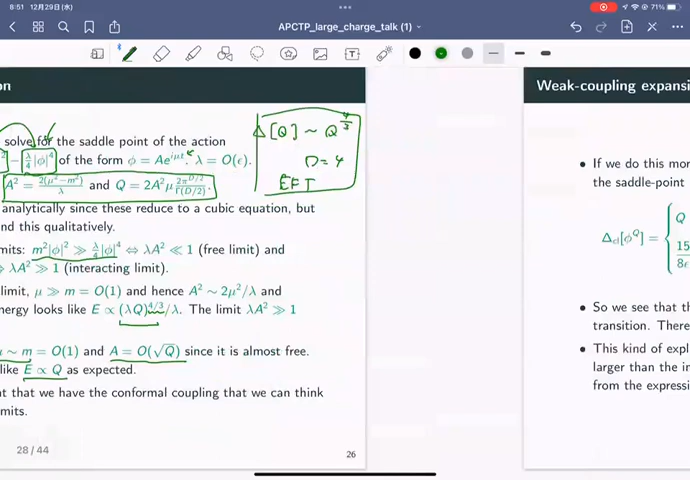 8:51 12月29日(水)
71%
APCTP_large_charge_talk (1)
on
Weak-coupling expansi
solve for the saddle point of the action
− λ/4|ϕ|⁴ of the form ϕ = Ae^{iμt}. λ = O(ϵ).
A² = 2(μ²−m²)/λ and Q = 2A²μ 2π^{D/2}/Γ(D/2).
analytically since these reduce to a cubic equation, but
nd this qualitatively.
mits: m²|ϕ|² ≫ λ/4|ϕ|⁴ ⇔ λA² ≪ 1 (free limit) and
λA² ≫ 1 (interacting limit).
limit, μ ≫ m = O(1) and hence A² ∼ 2μ²/λ and
nergy looks like E ∝ (λQ)^{4/3}/λ. The limit λA² ≫ 1
∼ m = O(1) and A = O(√Q) since it is almost free.
like E ∝ Q as expected.
nt that we have the conformal coupling that we can think
mits.
28 / 44
26
Δ[Q] ~ Q^{4/3}
D=4
EFT
If we do this mor
the saddle-point
Δ_cl[ϕ^Q] = {
Q
15
8ϵ
So we see that th
transition. There
This kind of expl
larger than the in
from the expressi